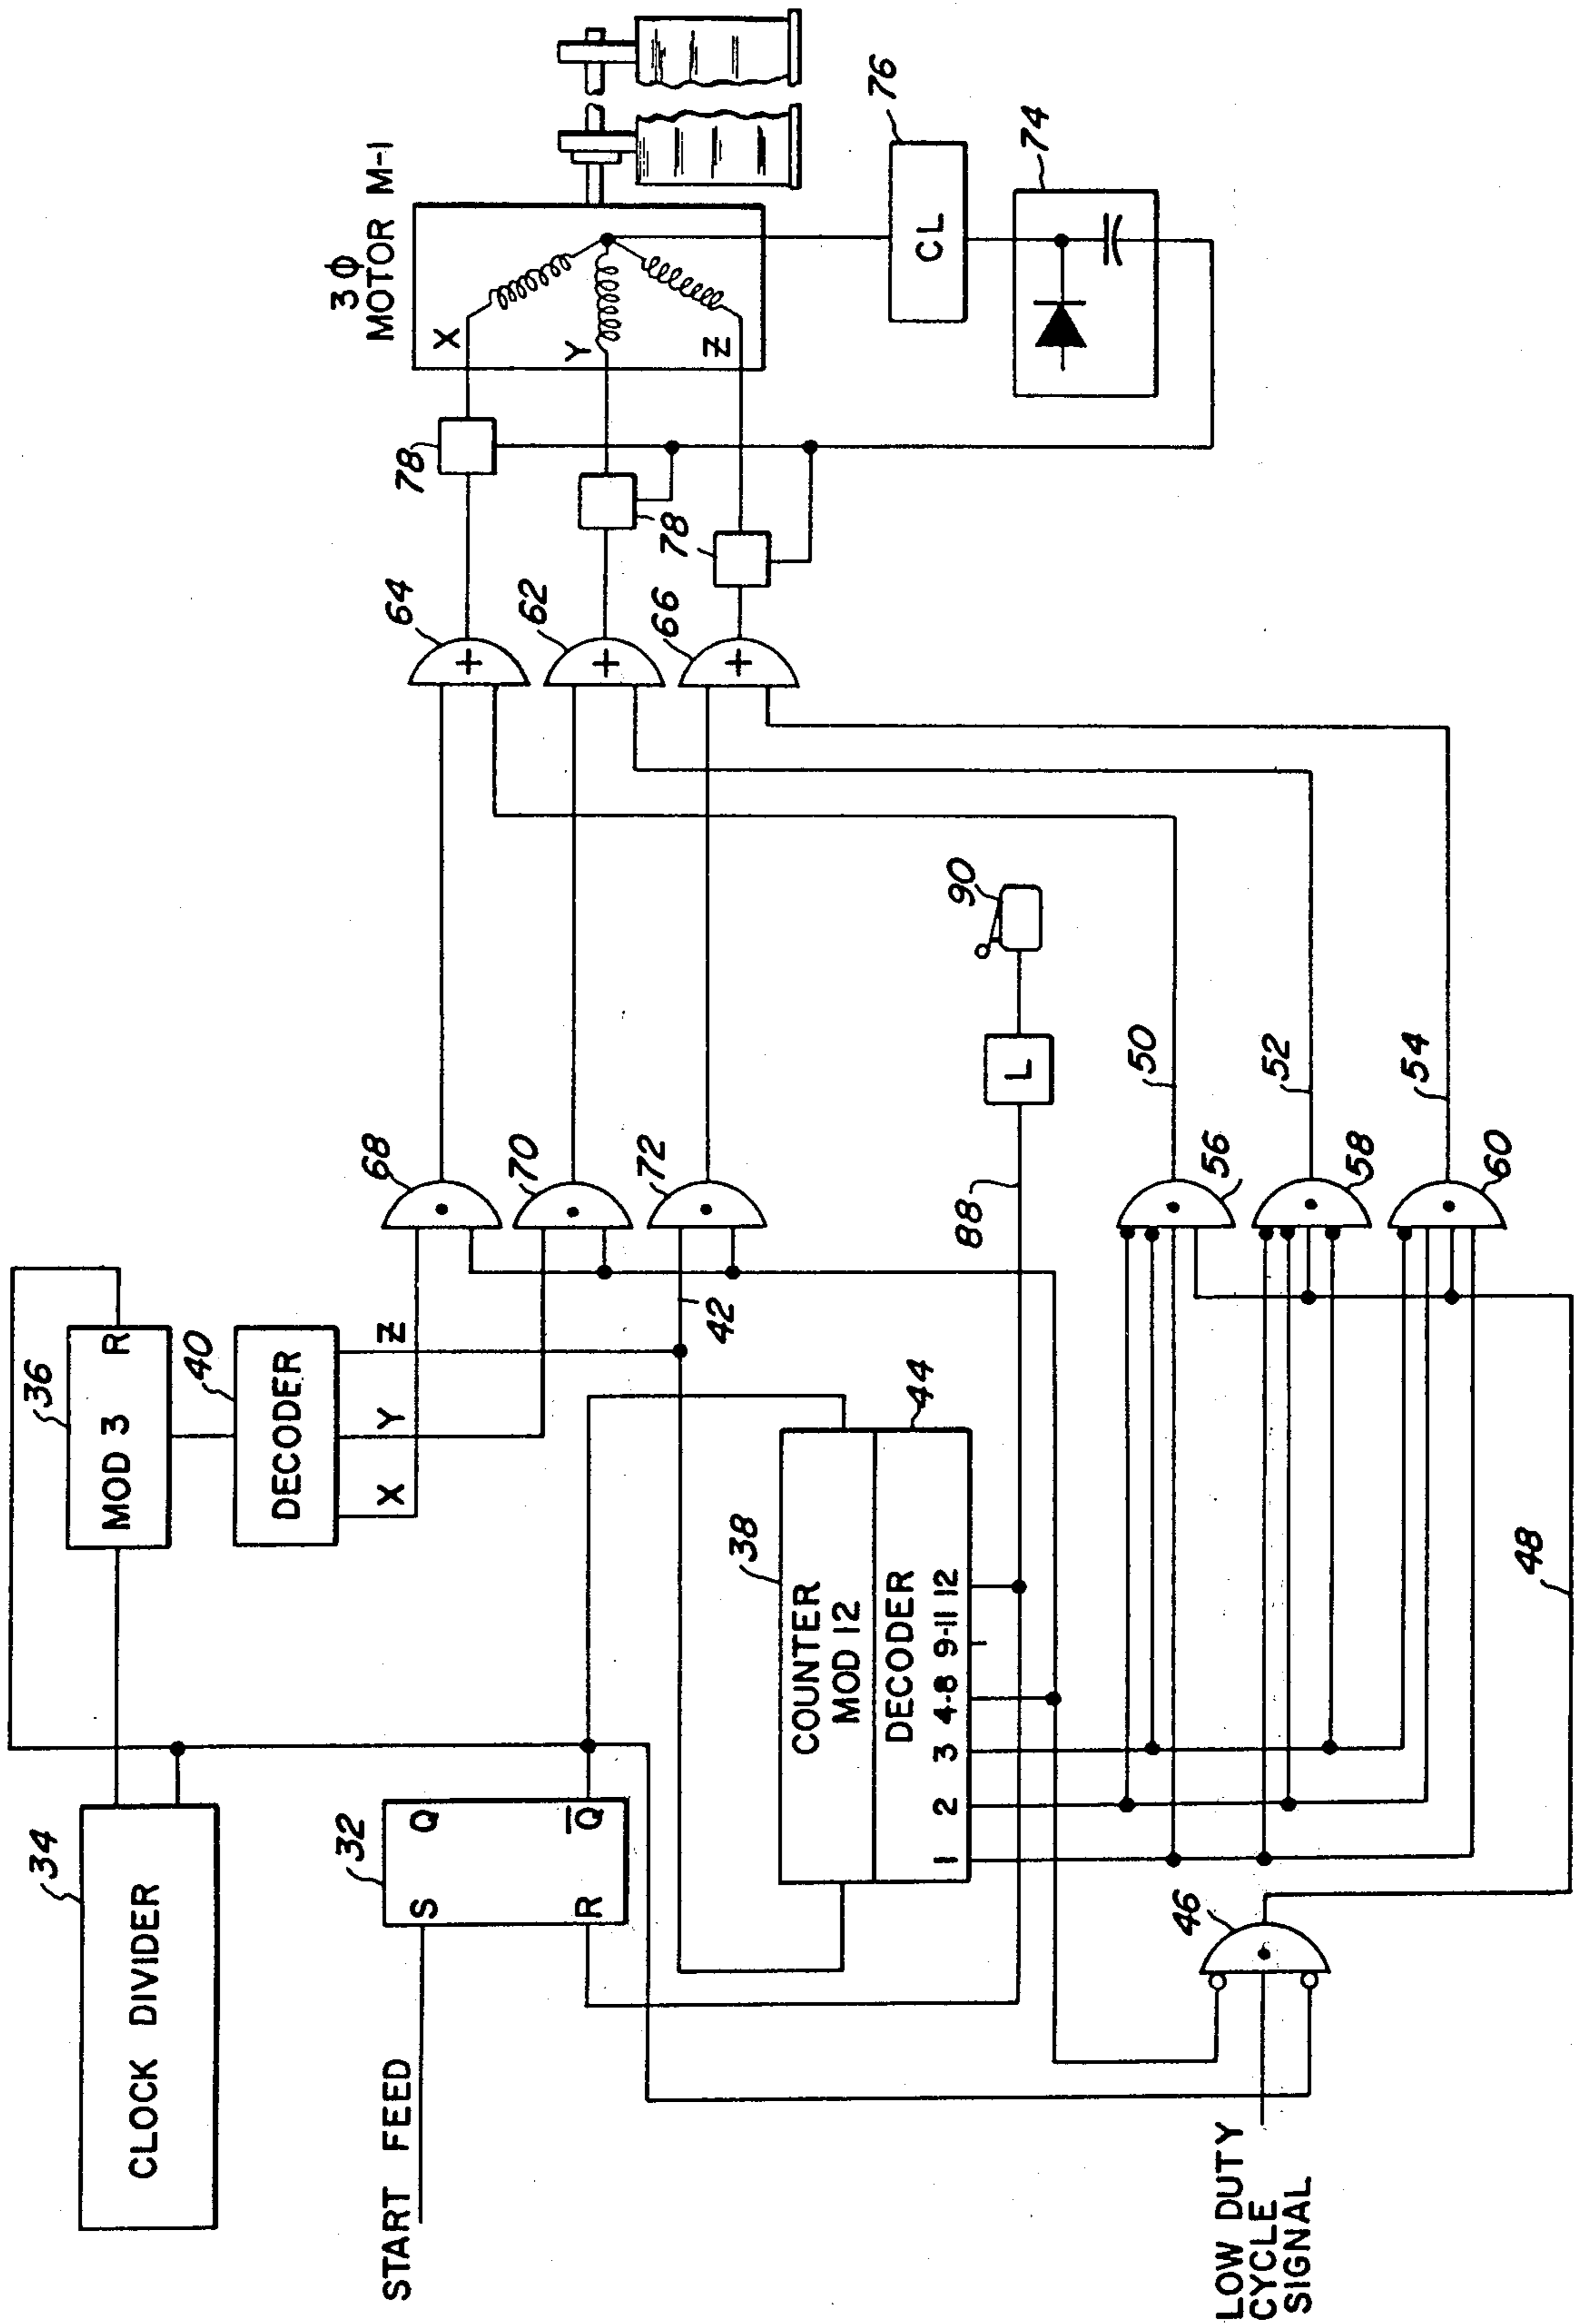 34
CLOCK DIVIDER
36
MOD 3 R
40
DECODER
X Y Z
START FEED
32
S Q
R Q̅
38
COUNTER
MOD 12
44
DECODER
1 2 3 4-8 9-11 12
42
68
70
72
64
62
66
78
78
3Φ
MOTOR M-1
X
Y
Z
76
CL
74
88
L
90
50
52
54
56
58
60
46
48
LOW DUTY
CYCLE
SIGNAL